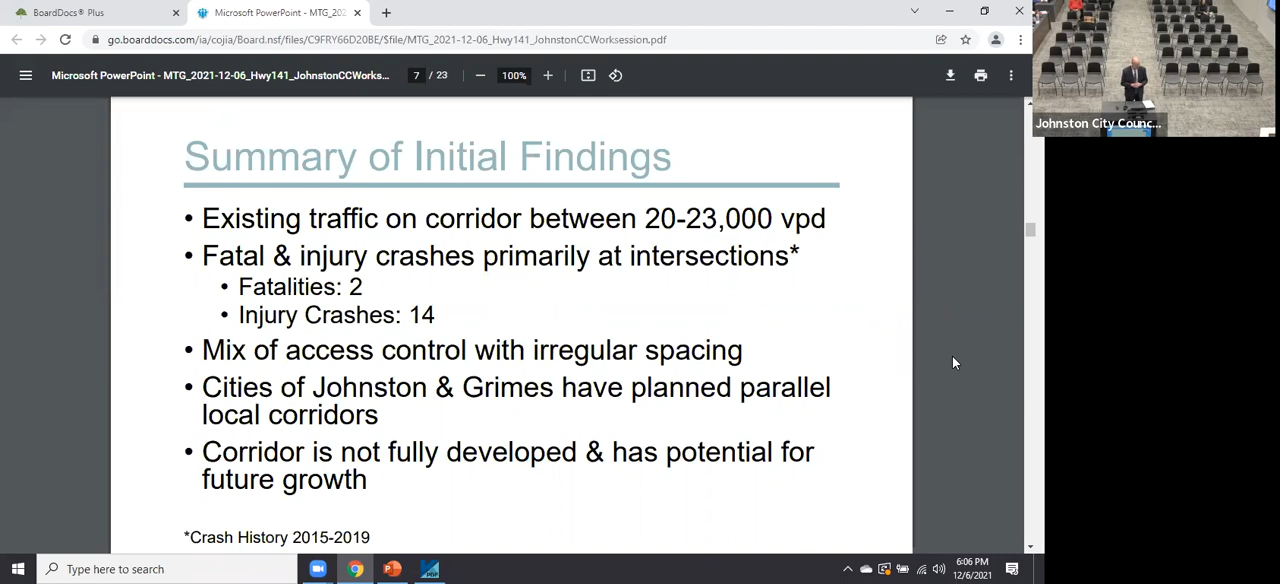 BoardDocs® Plus
Microsoft PowerPoint - MTG_202
go.boarddocs.com/ia/cojia/Board.nsf/files/C9FRY66D20BE/$file/MTG_2021-12-06_Hwy141_JohnstonCCWorksession.pdf
Microsoft PowerPoint - MTG_2021-12-06_Hwy141_JohnstonCCWorks... 7 / 23 100%
Johnston City Counc...
Summary of Initial Findings
• Existing traffic on corridor between 20-23,000 vpd
• Fatal & injury crashes primarily at intersections*
• Fatalities: 2
• Injury Crashes: 14
• Mix of access control with irregular spacing
• Cities of Johnston & Grimes have planned parallel
local corridors
• Corridor is not fully developed & has potential for
future growth
*Crash History 2015-2019
Type here to search
6:06 PM
12/6/2021